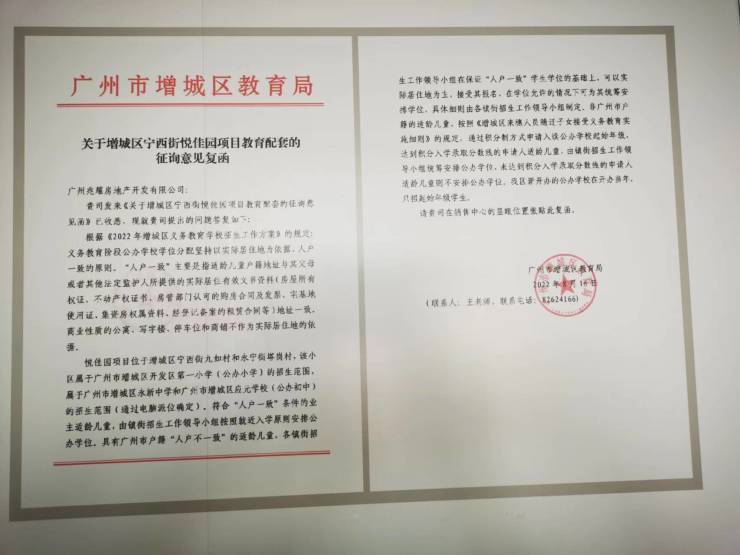 广州市增城区教育局
关于增城区宁西街悦佳园项目教育配套的
征询意见复函
广州兆耀房地产开发有限公司：
贵司发来《关于增城区宁西街悦佳园项目教育配套的征询意
见函》已收悉，现就贵司提出的问题答复如下：
根据《2022年增城区义务教育学校招生工作方案》的规定：
义务教育阶段公办学校学位分配坚持以实际居住地为依据，人户
一致的原则。“人户一致”主要是指适龄儿童户籍地址与其父母
或者其他法定监护人所提供的实际居住有效文书资料（房屋所有
权证、不动产权证书、房管部门认可的购房合同及发票、宅基地
使用证、集资房权属资料、经登记备案的租赁合同等）地址一致，
商业性质的公寓、写字楼、停车位和商铺不作为实际居住地的依
据。
悦佳园项目位于增城区宁西街九如村和永宁街塔岗村，该小
区属于广州市增城区开发区第一小学（公办小学）的招生范围，
属于广州市增城区永新中学和广州市增城区应元学校（公办初中）
的招生范围（通过电脑派位确定）。符合“人户一致”条件的业
主适龄儿童，由镇街招生工作领导小组按照就近入学原则安排公
办学位。具有广州市户籍“人户不一致”的适龄儿童，各镇街招
生工作领导小组在保证“人户一致”学生学位的基础上，可以实
际居住地为主，接受其报名，在学位允许的情况下可为其统筹安
排学位，具体细则由各镇街招生工作领导小组制定。非广州市户
籍的适龄儿童，按照《增城区来穗人员随迁子女接受义务教育实
施细则》的规定，通过积分制方式申请入读公办学校起始年级，
达到积分入学录取分数线的申请人适龄儿童，由镇街招生工作领
导小组统筹安排公办学位，未达到积分入学录取分数线的申请人
适龄儿童则不安排公办学位。我区新开办的公办学校在开办当年，
只招起始年级学生。
请贵司在销售中心的显眼位置张贴此复函。
广州市增城区教育局
2022年8月16日
（联系人：王老师，联系电话：82624166）